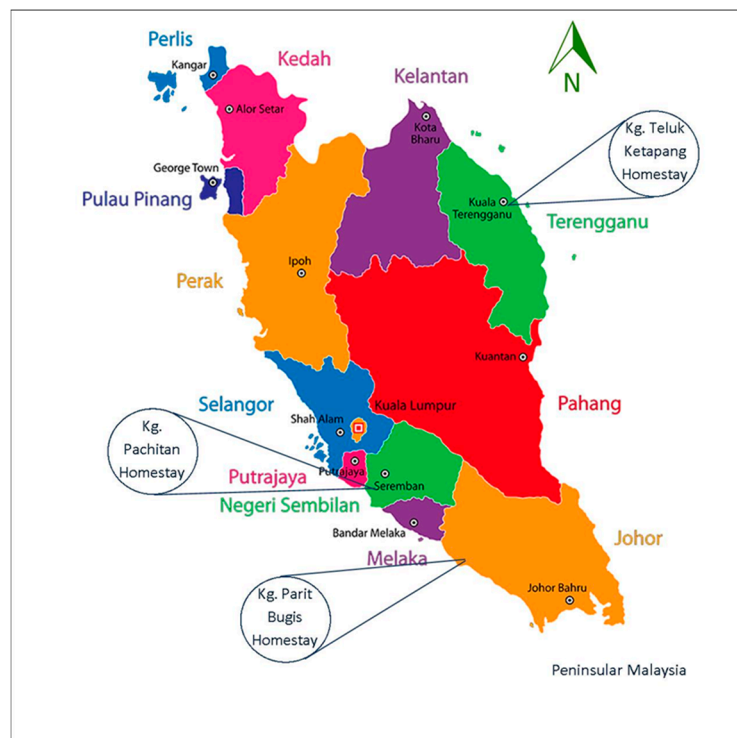 Perlis
Kangar
Kedah
Alor Setar
Kelantan
Kota
Bharu
N
Kg. Teluk
Ketapang
Homestay
George Town
Pulau Pinang
Kuala
Terengganu
Terengganu
Ipoh
Perak
Kuantan
Pahang
Selangor
Shah Alam
Kuala Lumpur
Kg.
Pachitan
Homestay
Putrajaya
Putrajaya
Seremban
Negeri Sembilan
Bandar Melaka
Melaka
Johor
Kg. Parit
Bugis
Homestay
Johor Bahru
Peninsular Malaysia